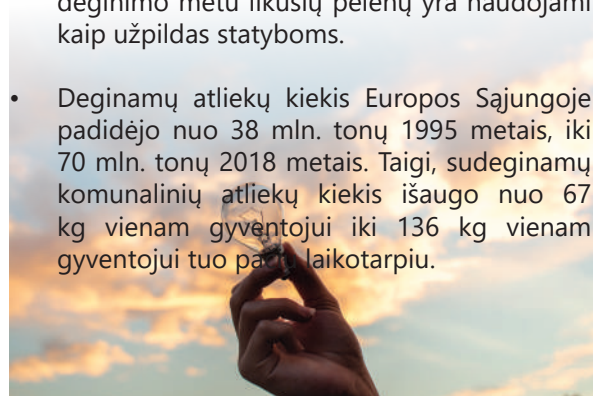 deginimo metu likusių pelenų yra naudojami
kaip užpildas statyboms.
• Deginamų atliekų kiekis Europos Sąjungoje
padidėjo nuo 38 mln. tonų 1995 metais, iki
70 mln. tonų 2018 metais. Taigi, sudeginamų
komunalinių atliekų kiekis išaugo nuo 67
kg vienam gyventojui iki 136 kg vienam
gyventojui tuo pačiu laikotarpiu.